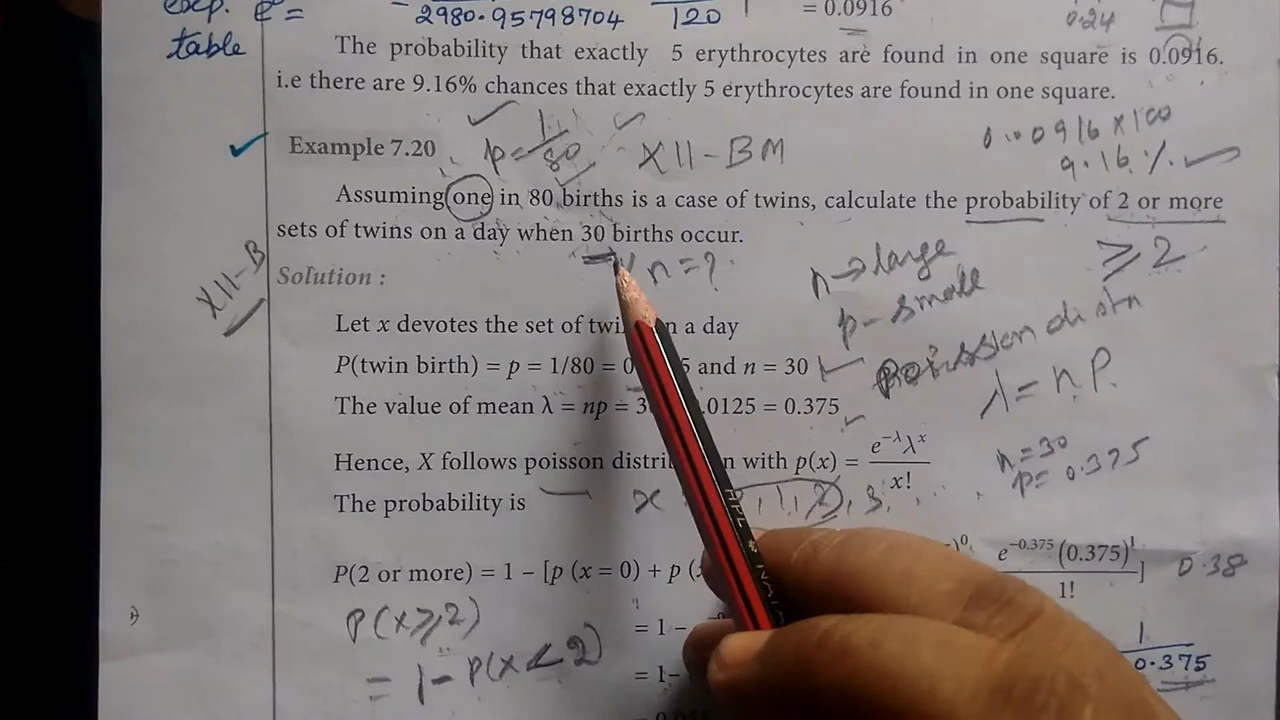 table
2980.95798704
120
= 0.0916
0.24
The probability that exactly 5 erythrocytes are found in one square is 0.0916.
i.e there are 9.16% chances that exactly 5 erythrocytes are found in one square.
0.0916 x 100
9.16 %
Example 7.20
p = 1/80
XII - BM
Assuming one in 80 births is a case of twins, calculate the probability of 2 or more
sets of twins on a day when 30 births occur.
≥ 2
XII-B
n = ?
n → large
p - small
Poisson distn
λ = n p.
Solution :
Let x devotes the set of a day
P(twin birth) = p = 1/80 = and n = 30
The value of mean λ = np = .0125 = 0.375
Hence, X follows poisson with p(x) = e^{-λ} λ^x / x!
n = 30
p = 0.375
The probability is
x
P(2 or more) = 1 – [p (x = 0) + p ( )^0 e^{-0.375} (0.375)^1 / 1! ]
0.38
P(x ≥ 2)
= 1 –
= 1 - P(x < 2)
= 1–
1
0.375